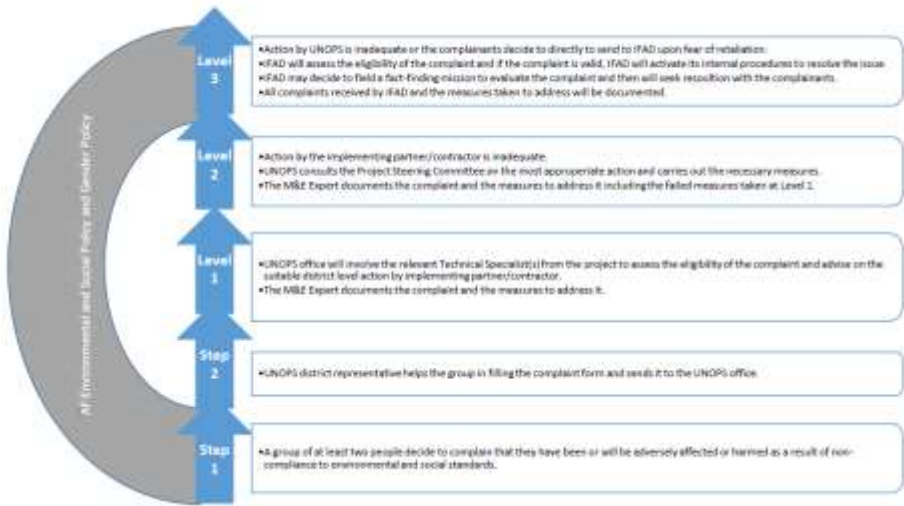 Level
3
•Action by UNOPS is inadequate or the complainants decide to directly to send to IFAD upon fear of retaliation.
•IFAD will assess the eligibility of the complaint and if the complaint is valid, IFAD will activate its internal procedures to resolve the issue
•IFAD may decide to field a fact-finding mission to evaluate the complaint and then will seek resoultion with the complainants.
•All complaints received by IFAD and the measures taken to address will be documented.
Level
2
•Action by the implementing partner/contractor is inadequate.
•UNOPS consults the Project Steering Committee on the most approperiate action and carries out the necessary measures.
•The M&E Expert documents the complaint and the measures to address it including the failed measures taken at Level 1.
Level
1
•UNOPS office will involve the relevant Technical Specialist(s) from the project to assess the eligibility of the complaint and advise on the
suitable district level action by implementing partner/contractor.
•The M&E Expert documents the complaint and the measures to address it.
Step
2
•UNOPS district representative helps the group in filling the complaint form and sends it to the UNOPS office.
Step
1
•A group of at least two people decide to complain that they have been or will be adversely affected or harmed as a result of non-
compliance to environmental and social standards.
AF Environmental and Social Policy and Gender Policy